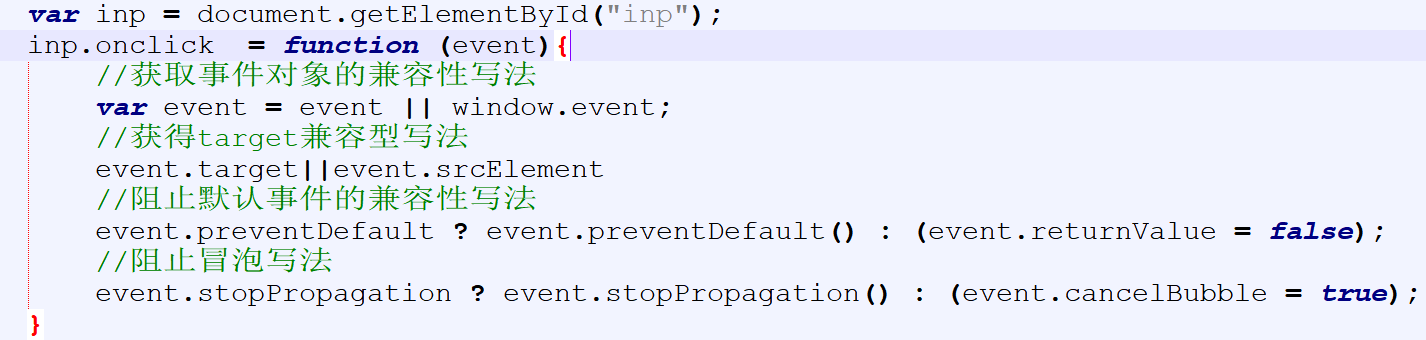 var inp = document.getElementById("inp");
inp.onclick  = function (event){
    //获取事件对象的兼容性写法
    var event = event || window.event;
    //获得target兼容型写法
    event.target||event.srcElement
    //阻止默认事件的兼容性写法
    event.preventDefault ? event.preventDefault() : (event.returnValue = false);
    //阻止冒泡写法
    event.stopPropagation ? event.stopPropagation() : (event.cancelBubble = true);
}